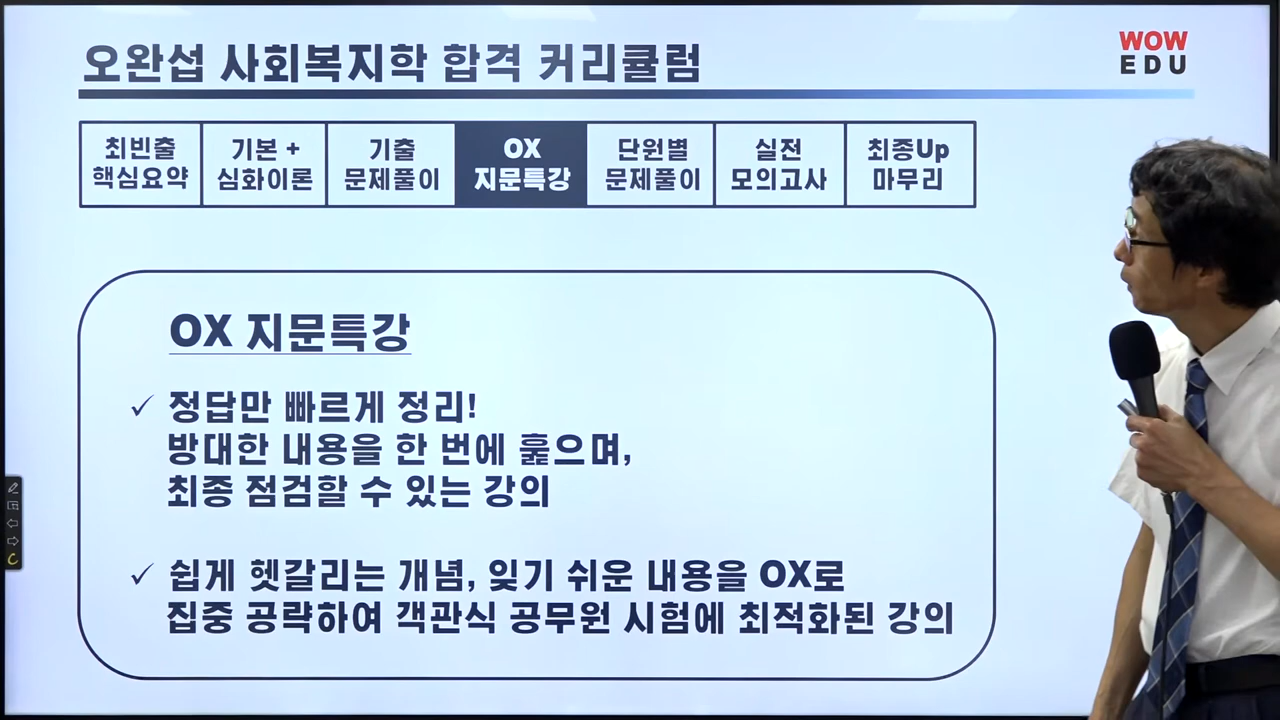 오완섭 사회복지학 합격 커리큘럼
WOW
EDU
최빈출
핵심요약
기본 +
심화이론
기출
문제풀이
OX
지문특강
단원별
문제풀이
실전
모의고사
최종Up
마무리
OX 지문특강
✓ 정답만 빠르게 정리!
방대한 내용을 한 번에 훑으며,
최종 점검할 수 있는 강의
✓ 쉽게 헷갈리는 개념, 잊기 쉬운 내용을 OX로
집중 공략하여 객관식 공무원 시험에 최적화된 강의